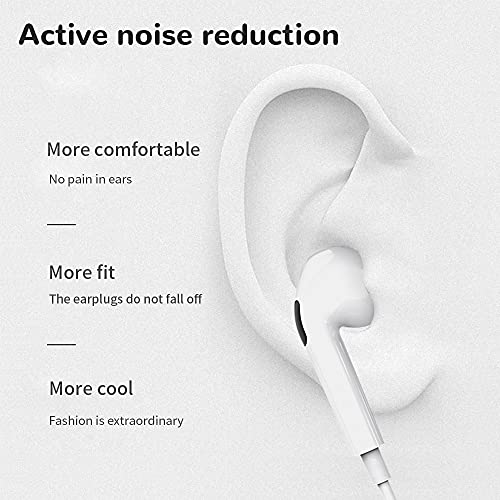 Active noise reduction
More comfortable
No pain in ears
More fit
The earplugs do not fall off
More cool
Fashion is extraordinary